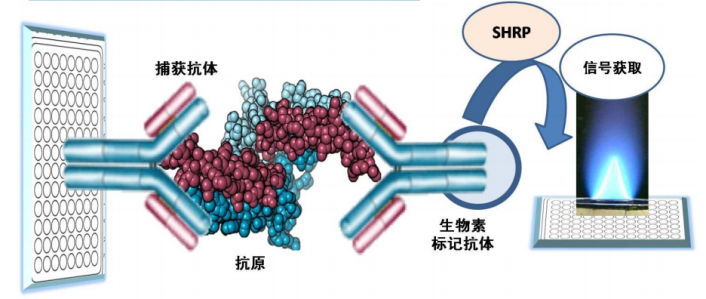 SHRP
捕获抗体
信号获取
生物素
标记抗体
抗原